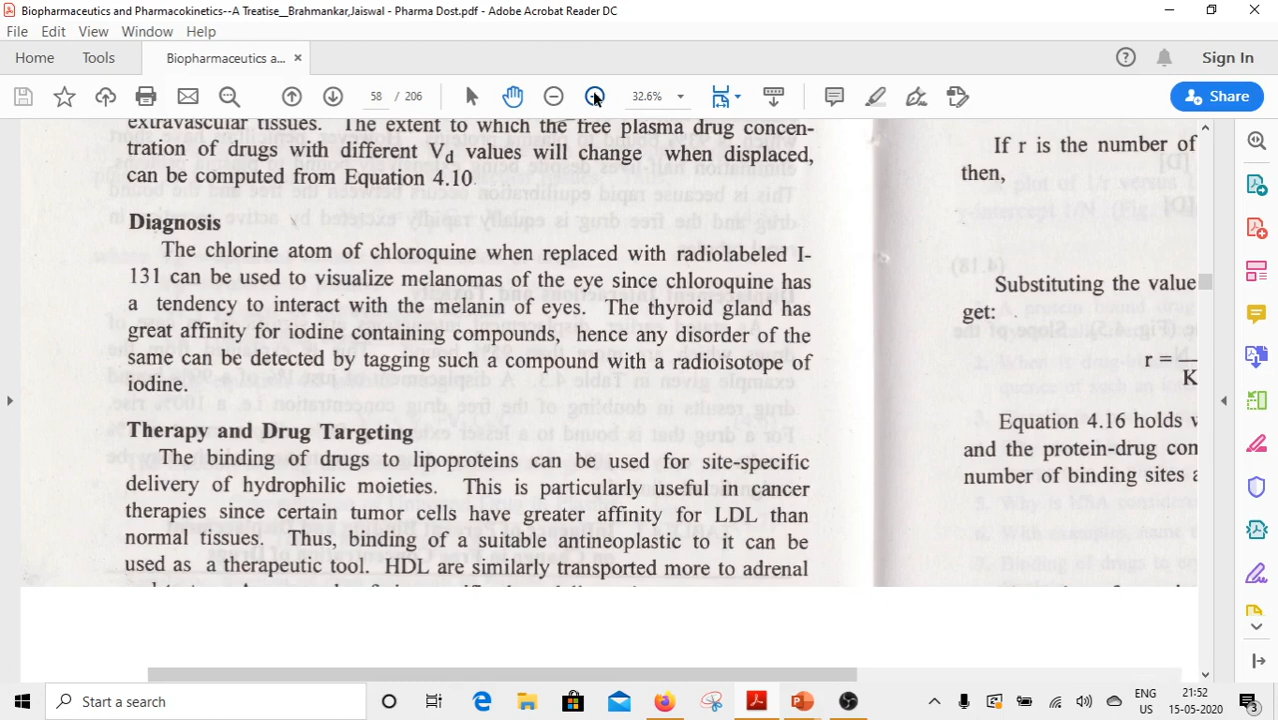 Biopharmaceutics and Pharmacokinetics--A Treatise__Brahmankar,Jaiswal - Pharma Dost.pdf - Adobe Acrobat Reader DC
File Edit View Window Help
Home Tools Biopharmaceutics a... × Sign In
58 / 206 32.6% Share
extravascular tissues. The extent to which the free plasma drug concen-
tration of drugs with different Vd values will change when displaced,
can be computed from Equation 4.10
Diagnosis
The chlorine atom of chloroquine when replaced with radiolabeled I-
131 can be used to visualize melanomas of the eye since chloroquine has
a tendency to interact with the melanin of eyes. The thyroid gland has
great affinity for iodine containing compounds, hence any disorder of the
same can be detected by tagging such a compound with a radioisotope of
iodine.
Therapy and Drug Targeting
The binding of drugs to lipoproteins can be used for site-specific
delivery of hydrophilic moieties. This is particularly useful in cancer
therapies since certain tumor cells have greater affinity for LDL than
normal tissues. Thus, binding of a suitable antineoplastic to it can be
used as a therapeutic tool. HDL are similarly transported more to adrenal
If r is the number of
then,
Substituting the value
get:
r =
K
Equation 4.16 holds v
and the protein-drug con
number of binding sites a
Start a search
ENG
IN
21:52
15-05-2020
3